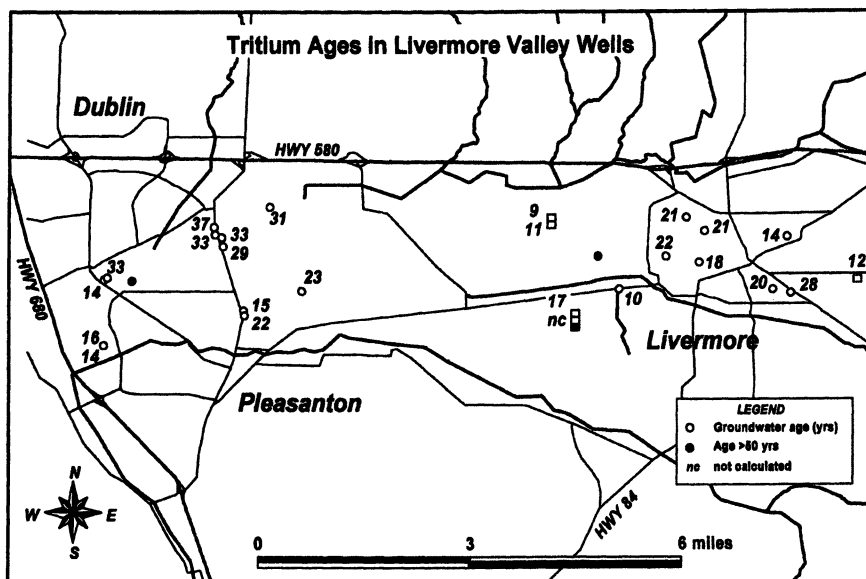 Tritium Ages in Livermore Valley Wells
Dublin
HWY 580
31
9
11
21
21
14
37
33
33
29
22
18
12
33
14
23
20
28
10
HWY 680
15
22
17
nc
16
14
Livermore
Pleasanton
LEGEND
Groundwater age (yrs)
Age >50 yrs
nc not calculated
N
W E
S
HWY 84
0 3 6 miles